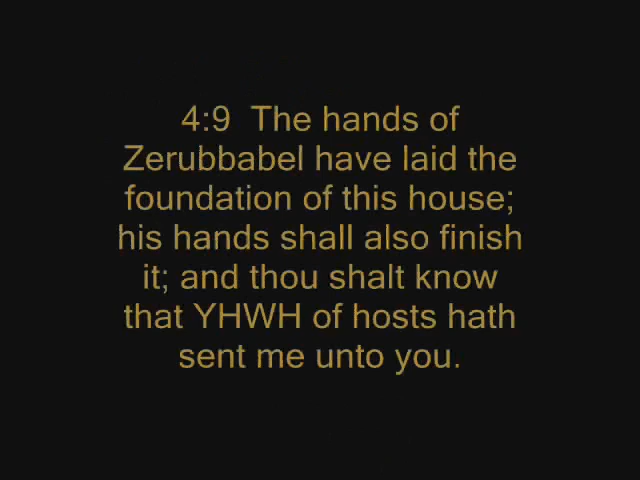 4:9  The hands of
Zerubbabel have laid the
foundation of this house;
his hands shall also finish
it; and thou shalt know
that YHWH of hosts hath
sent me unto you.